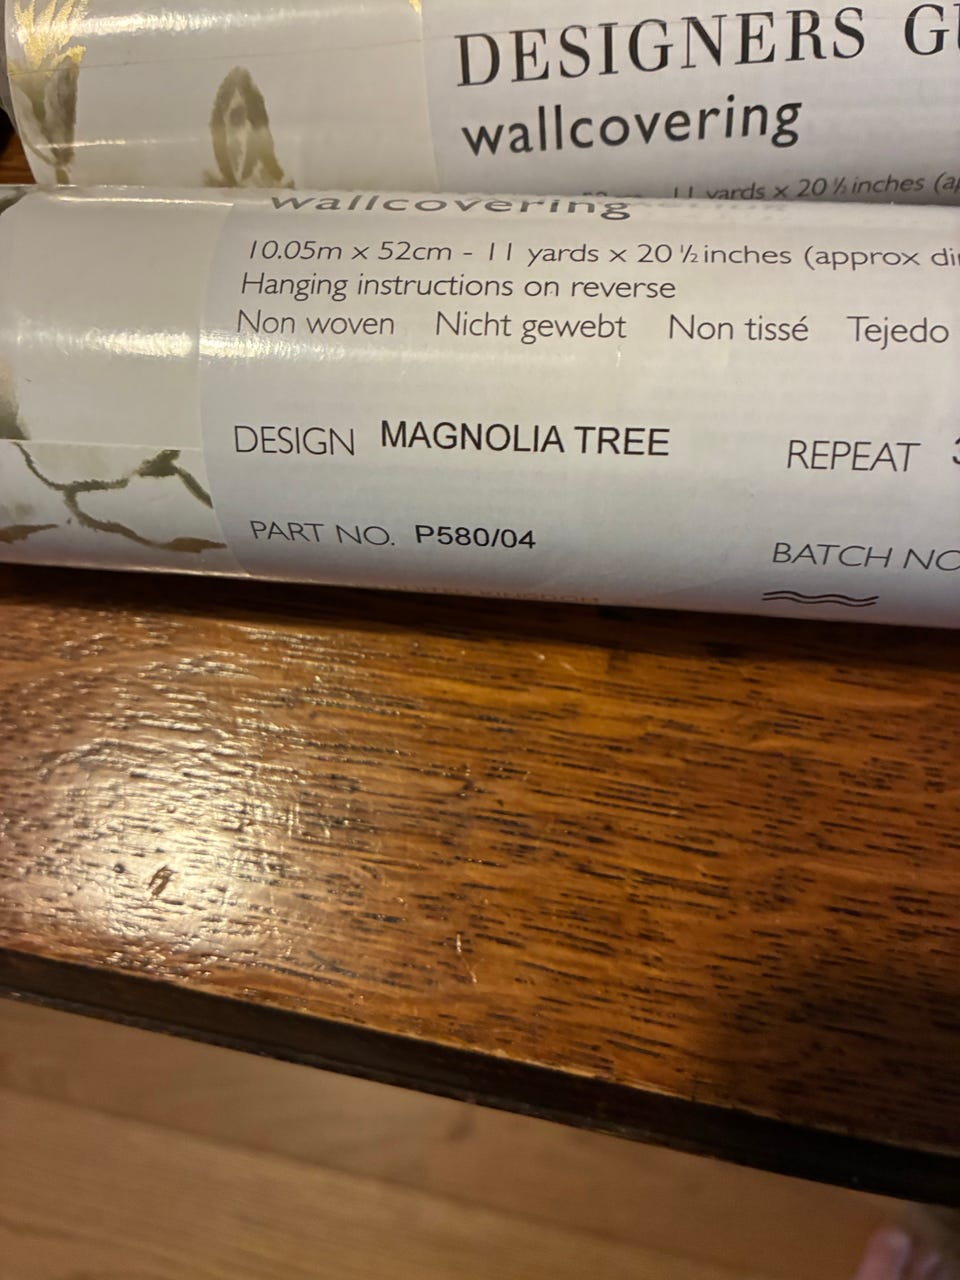 DESIGNERS G
wallcovering
11 yards x 20 ½ inches (a
wallcovering
10.05m x 52cm - 11 yards x 20 ½ inches (approx di
Hanging instructions on reverse
Non woven Nicht gewebt Non tissé Tejedo
DESIGN MAGNOLIA TREE REPEAT
PART NO. P580/04 BATCH NO
KINGDOM